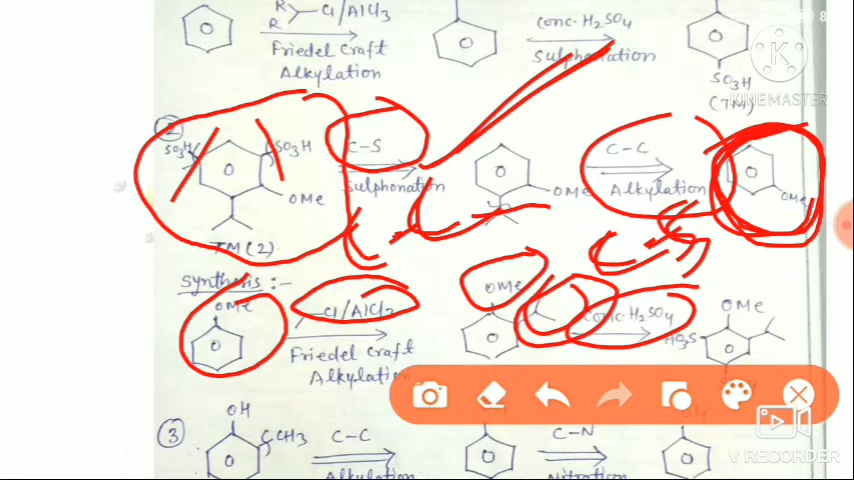 R
R
Cl/AlCl3
Friedel Craft
Alkylation
conc. H2SO4
Sulphonation
SO3H
(TM)
KINEMASTER
2
SO3H
SO3H
OMe
TM(2)
C-S
Sulphonation
OMe
C-C
Alkylation
OMe
Synthesis :-
OMe
Cl/AlCl3
Friedel Craft
OMe
conc. H2SO4
OMe
HO3S
3
OH
CH3
C-C
Alkylation
C-N
Nitration
V RECORDER